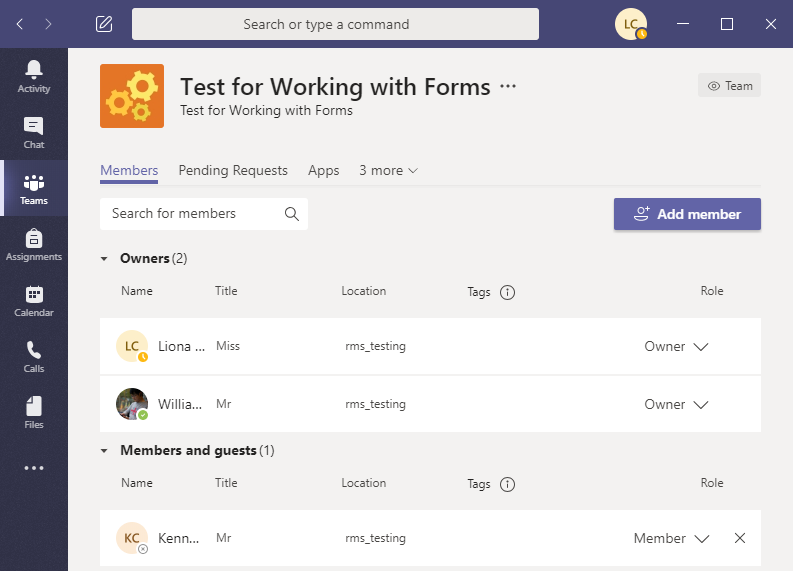 Search or type a command
LC
Activity
Chat
Teams
Assignments
Calendar
Calls
Files
Test for Working with Forms
Test for Working with Forms
Team
Members Pending Requests Apps 3 more
Search for members
Add member
Owners (2)
Name Title Location Tags Role
LC Liona ... Miss rms_testing Owner
Willia... Mr rms_testing Owner
Members and guests (1)
Name Title Location Tags Role
KC Kenn... Mr rms_testing Member